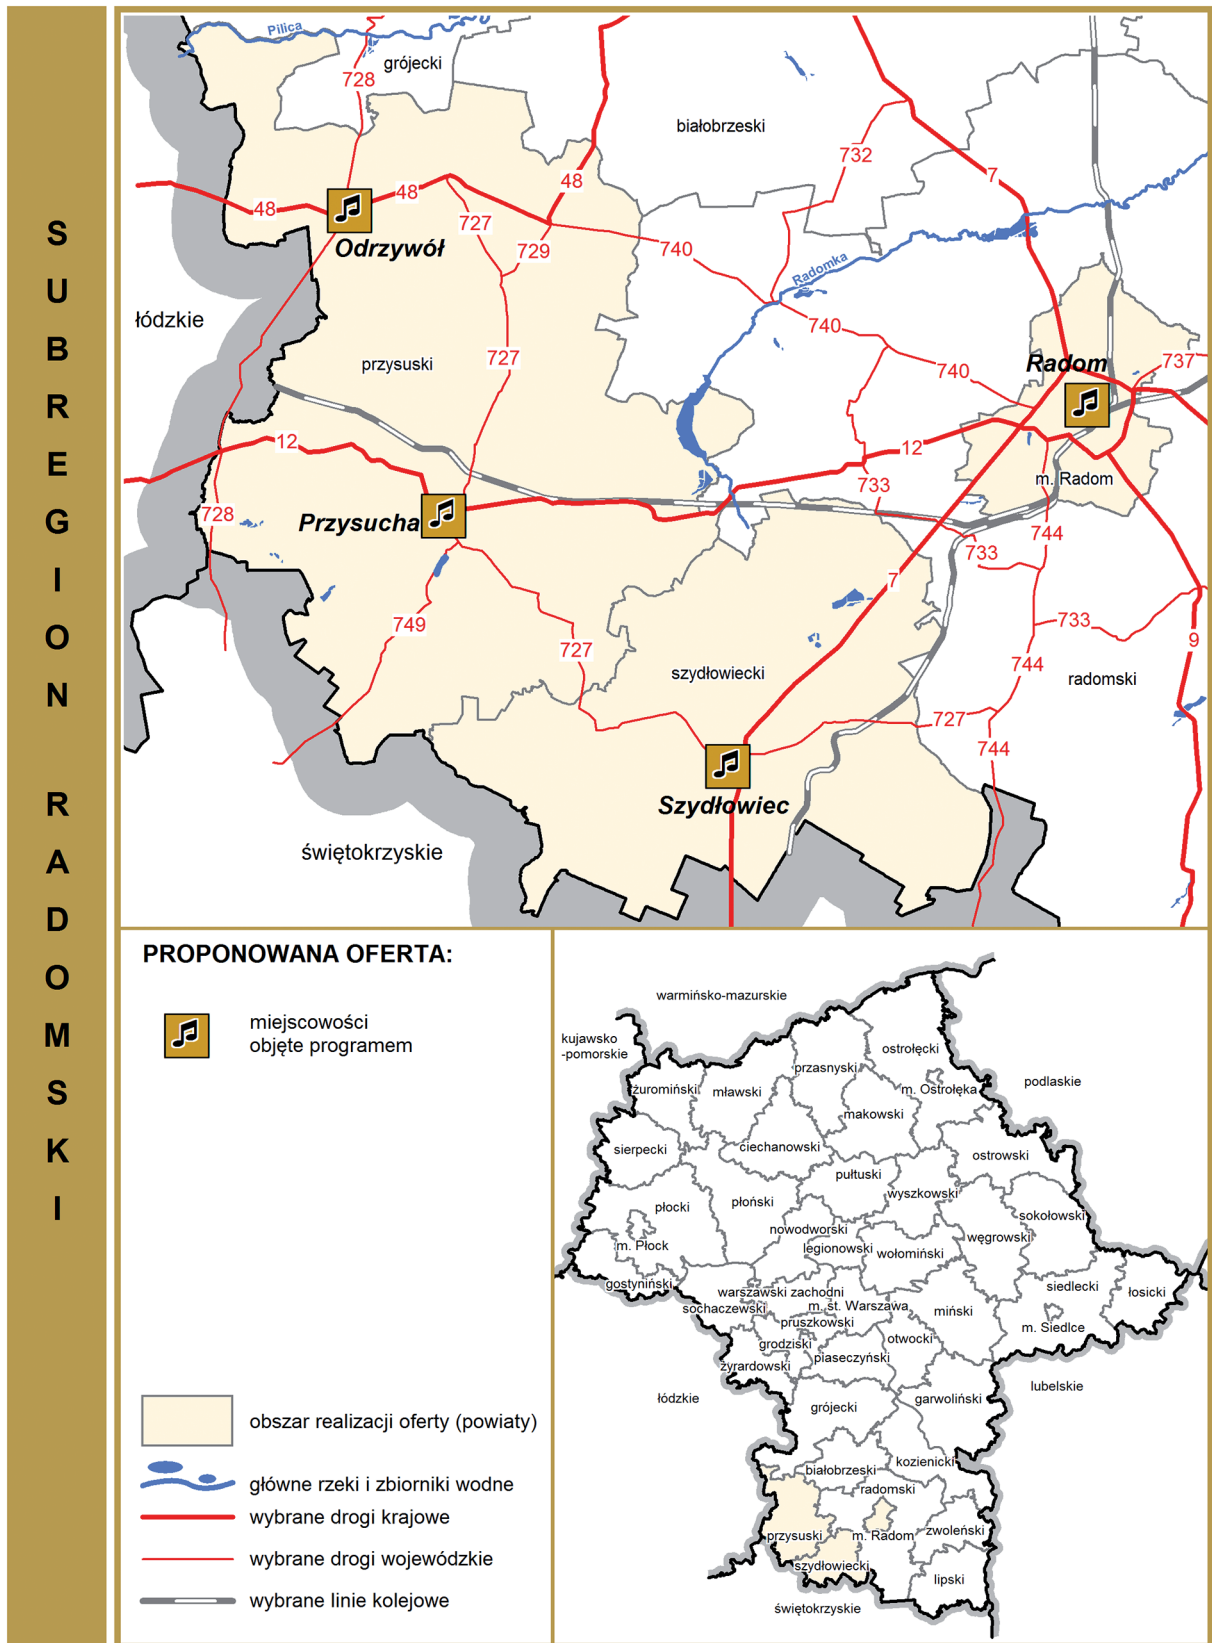 SUBREGION RADOMSKI
Pilica
grójecki
728
białobrzeski
732
7
48
48
48
727
729
740
Odrzywół
Radomka
łódzkie
740
przysuski
727
740
Radom
737
12
12
m. Radom
733
728
Przysucha
744
733
7
749
727
733
9
744
szydłowiecki
radomski
727
744
Szydłowiec
świętokrzyskie
PROPONOWANA OFERTA:
miejscowości
objęte programem
obszar realizacji oferty (powiaty)
główne rzeki i zbiorniki wodne
wybrane drogi krajowe
wybrane drogi wojewódzkie
wybrane linie kolejowe
warmińsko-mazurskie
kujawsko
-pomorskie
ostrołęcki
przasnyski
podlaskie
żuromiński
mławski
m. Ostrołęka
makowski
sierpecki
ciechanowski
ostrowski
pułtuski
wyszkowski
płocki
płoński
sokołowski
nowodworski
węgrowski
m. Płock
legionowski
wołomiński
gostyniński
siedlecki
łosicki
warszawski zachodni
sochaczewski
m. st. Warszawa
miński
pruszkowski
m. Siedlce
grodziski
otwocki
piaseczyński
żyrardowski
lubelskie
łódzkie
garwoliński
grójecki
kozienicki
białobrzeski
radomski
zwoleński
przysuski
m. Radom
szydłowiecki
lipski
świętokrzyskie